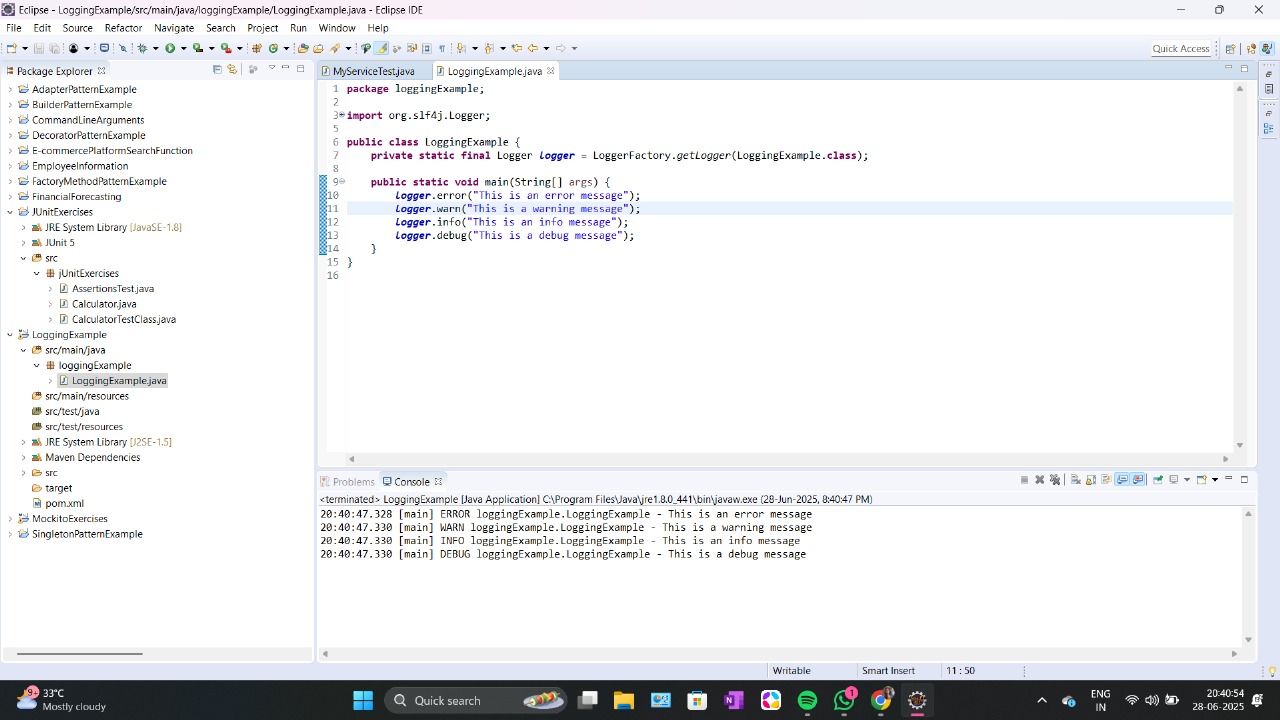 Eclipse - LoggingExample/src/main/java/loggingExample/LoggingExample.java - Eclipse IDE
File Edit Source Refactor Navigate Search Project Run Window Help
Quick Access
Package Explorer
AdapterPatternExample
BuilderPatternExample
CommandLineArguments
DecoratorPatternExample
E-commercePlatformSearchFunction
EmployeeInformation
FactoryMethodPatternExample
FinancialForecasting
JUnitExercises
JRE System Library [JavaSE-1.8]
JUnit 5
src
jUnitExercises
AssertionsTest.java
Calculator.java
CalculatorTestClass.java
LoggingExample
src/main/java
loggingExample
LoggingExample.java
src/main/resources
src/test/java
src/test/resources
JRE System Library [J2SE-1.5]
Maven Dependencies
src
target
pom.xml
MockitoExercises
SingletonPatternExample
MyServiceTest.java LoggingExample.java
1 package loggingExample;
2
3 import org.slf4j.Logger;
5
6 public class LoggingExample {
7 private static final Logger logger = LoggerFactory.getLogger(LoggingExample.class);
8
9 public static void main(String[] args) {
10 logger.error("This is an error message");
11 logger.warn("This is a warning message");
12 logger.info("This is an info message");
13 logger.debug("This is a debug message");
14 }
15 }
16
Problems Console
<terminated> LoggingExample [Java Application] C:\Program Files\Java\jre1.8.0_441\bin\javaw.exe (28-Jun-2025, 8:40:47 PM)
20:40:47.328 [main] ERROR loggingExample.LoggingExample - This is an error message
20:40:47.330 [main] WARN loggingExample.LoggingExample - This is a warning message
20:40:47.330 [main] INFO loggingExample.LoggingExample - This is an info message
20:40:47.330 [main] DEBUG loggingExample.LoggingExample - This is a debug message
Writable Smart Insert 11 : 50
9+ 33°C
Mostly cloudy
Quick search
1
ENG
IN
20:40:54
28-06-2025